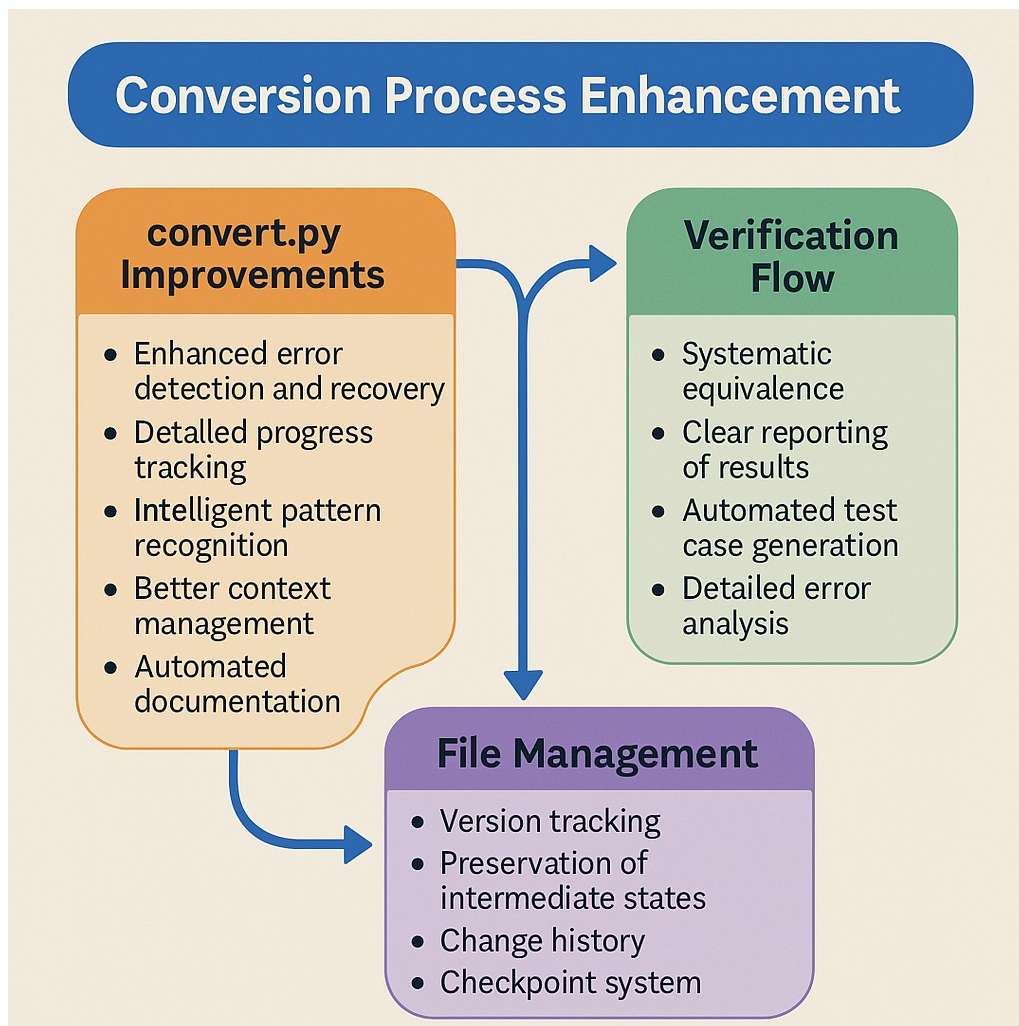 Conversion Process Enhancement
convert.py
Improvements
• Enhanced error
detection and recovery
• Detalled progress
tracking
• Intelligent pattern
recognition
• Better context
management
• Automated
documentation
Verification
Flow
• Systematic
equivalence
• Clear reporting
of results
• Automated test
case generation
• Detailed error
analysis
File Management
• Version tracking
• Preservation of
intermediate states
• Change history
• Checkpoint system